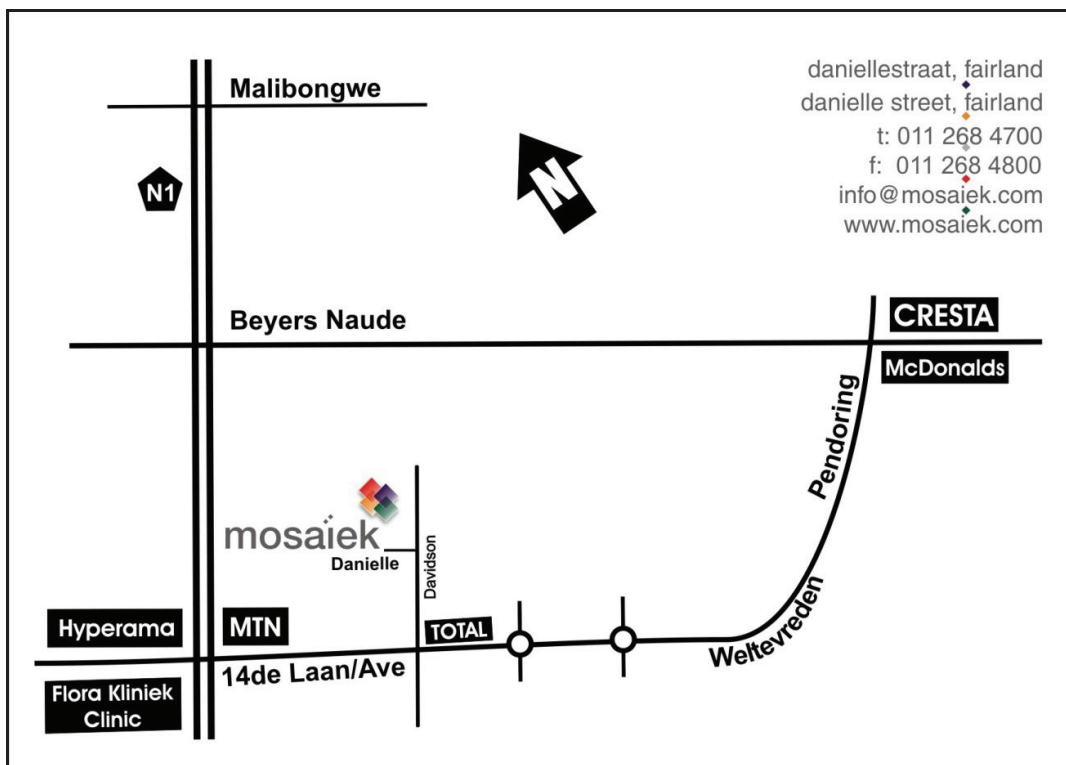 Malibongwe
N1
N
daniellestraat, fairland
danielle street, fairland
t: 011 268 4700
f: 011 268 4800
info@mosaiek.com
www.mosaiek.com
Beyers Naude
CRESTA
McDonalds
Pendoring
mosaïek
Danielle
Davidson
Hyperama
MTN
TOTAL
Weltevreden
14de Laan/Ave
Flora Kliniek
Clinic